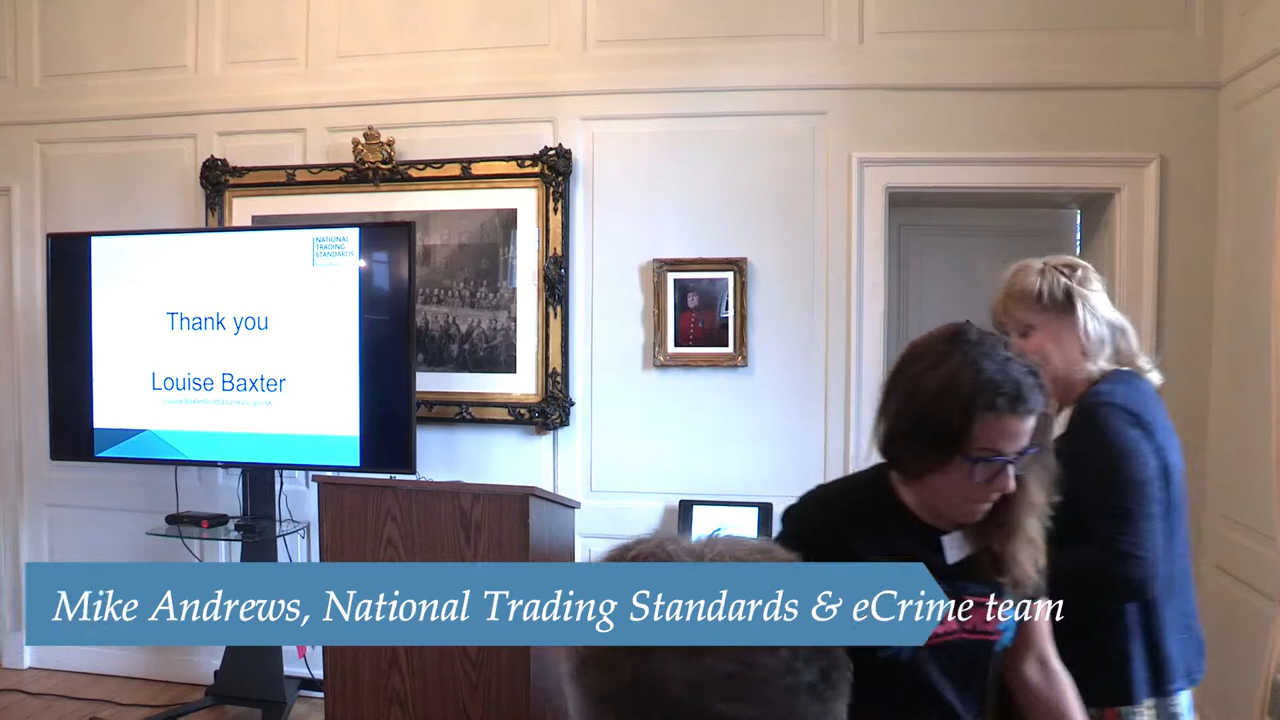 NATIONAL
TRADING
STANDARDS
Thank you
Louise Baxter
Mike Andrews, National Trading Standards & eCrime team